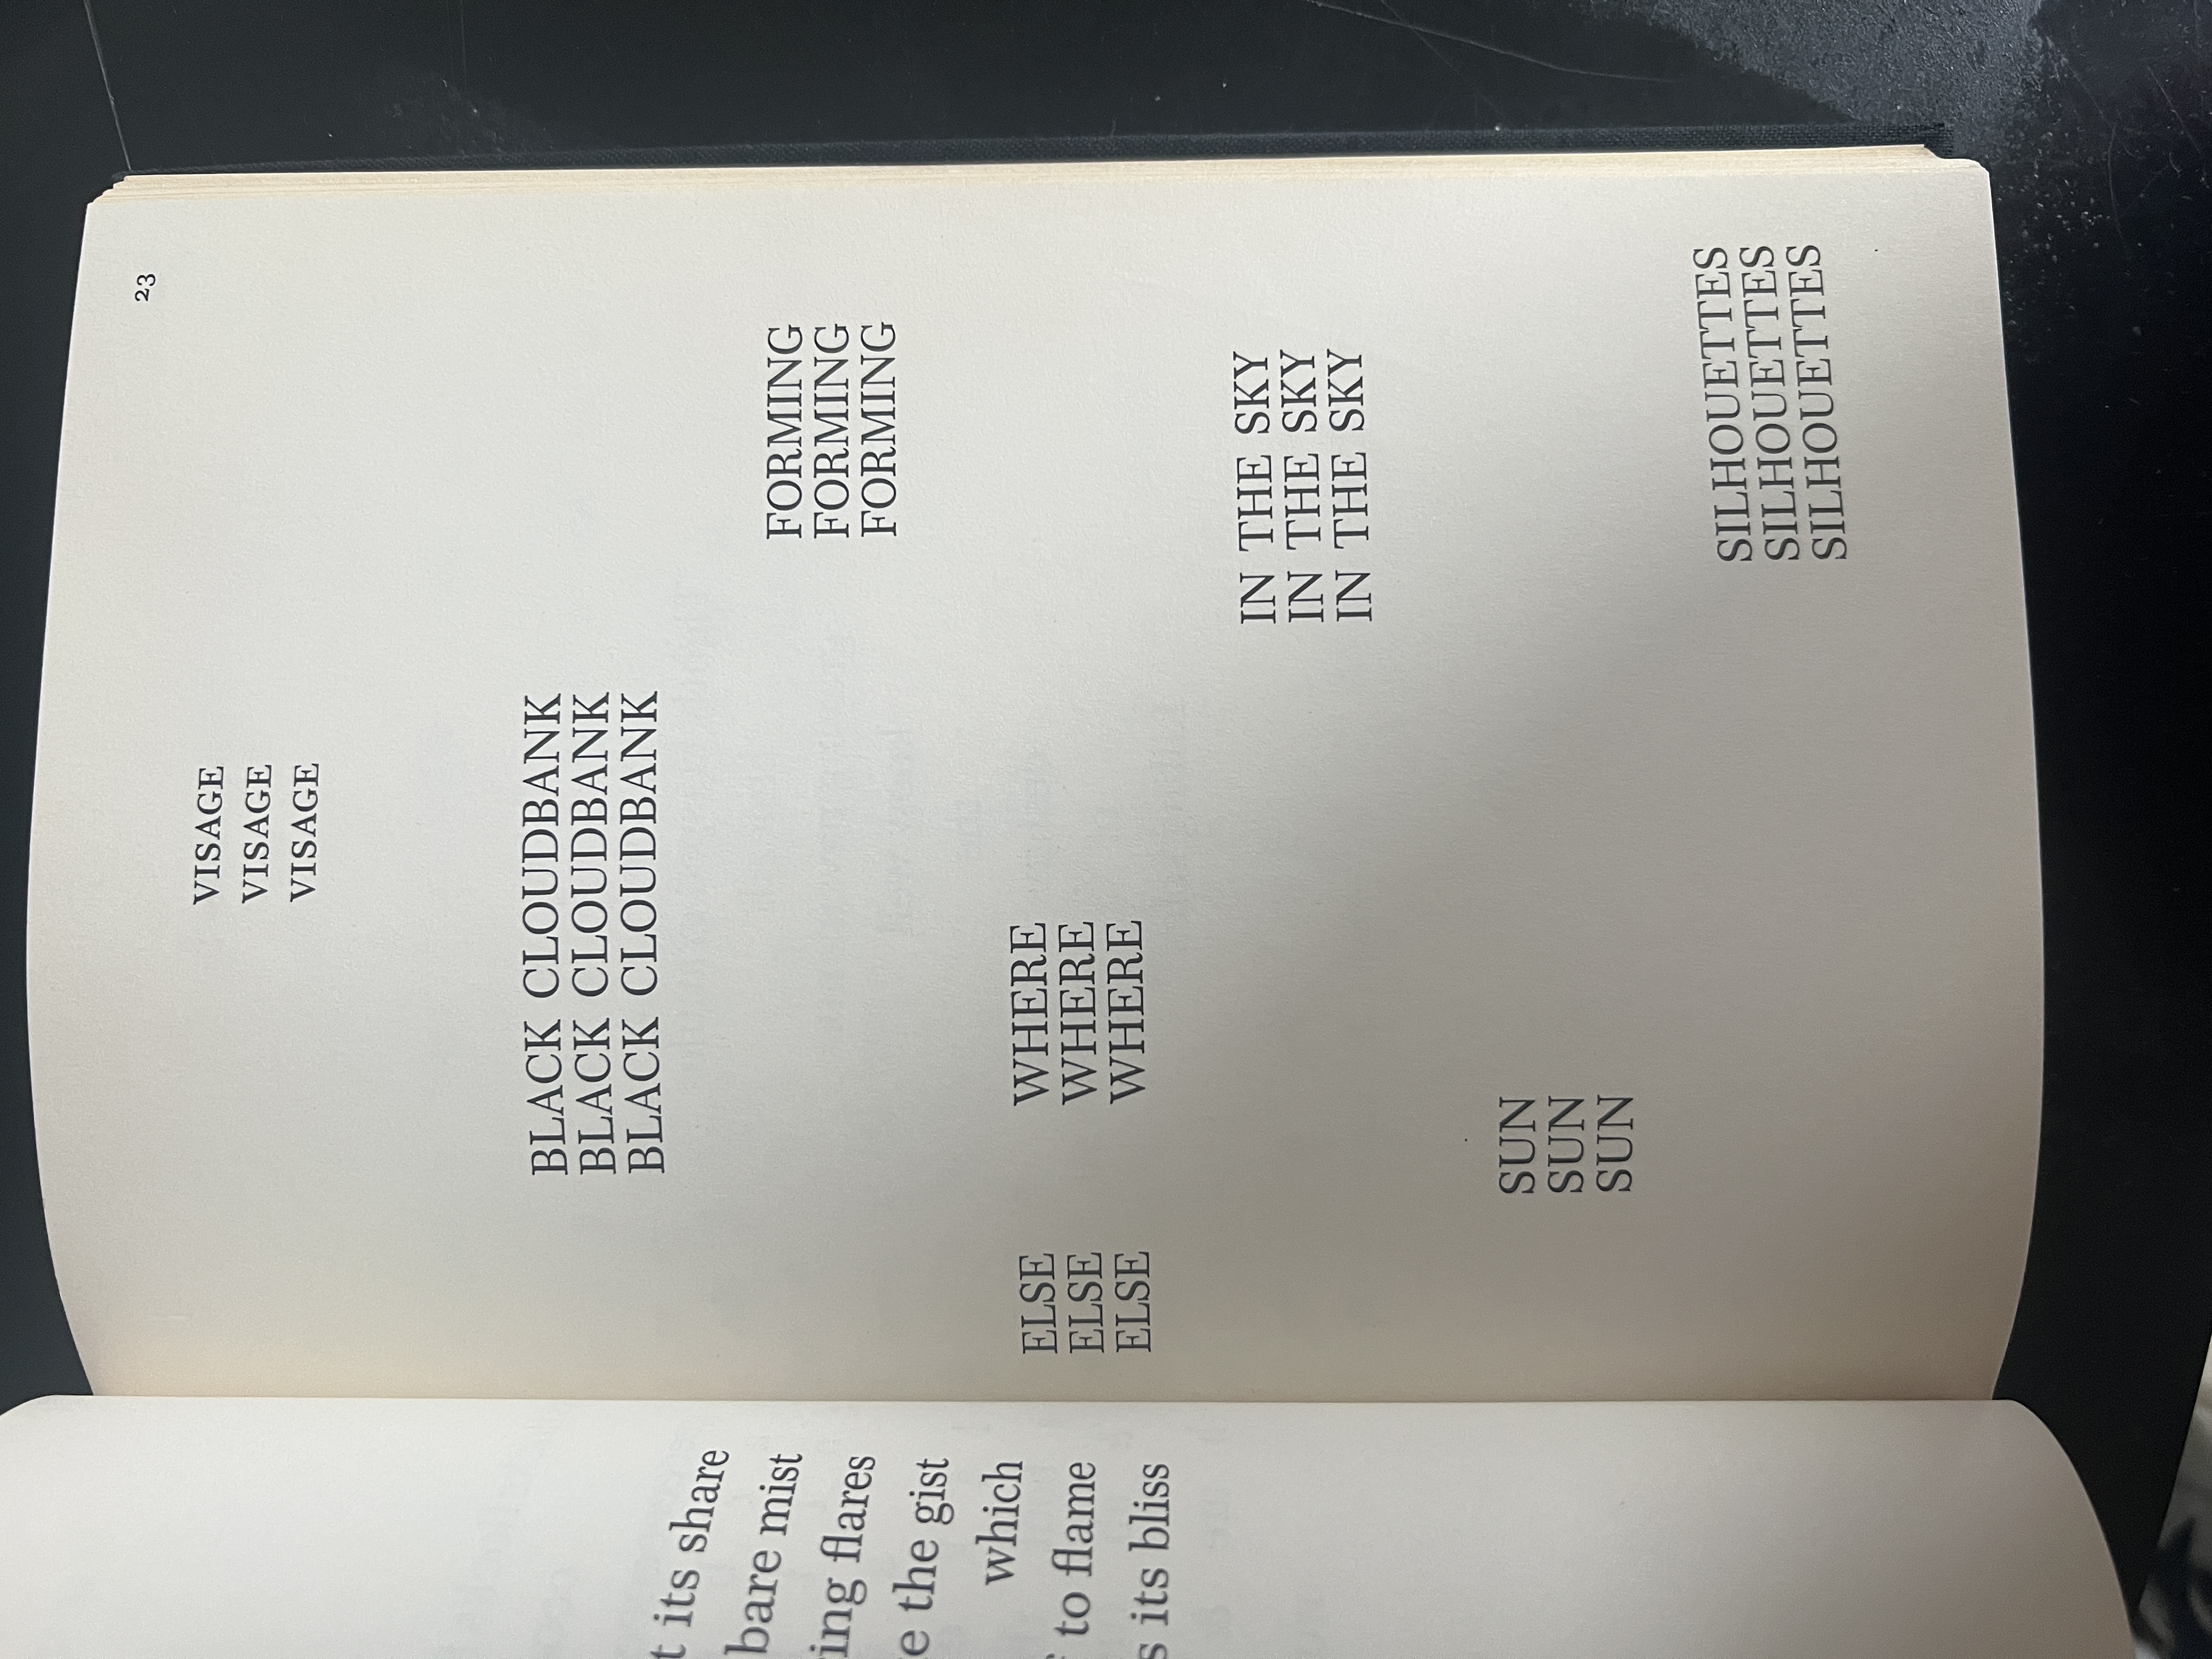 t its share
bare mist
ing flares
e the gist
which
to flame
s its bliss
23
VISAGE
VISAGE
VISAGE
BLACK CLOUDBANK
BLACK CLOUDBANK
BLACK CLOUDBANK
FORMING
FORMING
FORMING
ELSE WHERE
ELSE WHERE
ELSE WHERE
IN THE SKY
IN THE SKY
IN THE SKY
SUN
SUN
SUN
SILHOUETTES
SILHOUETTES
SILHOUETTES